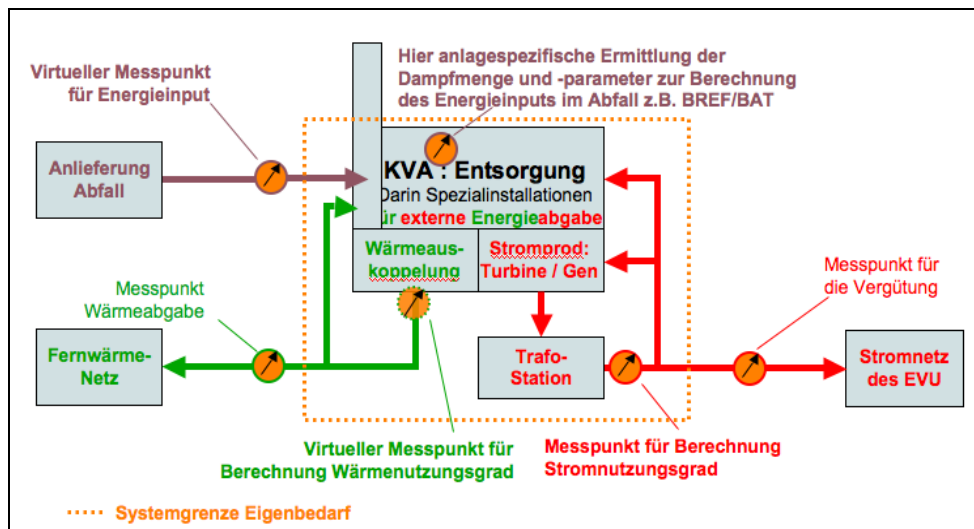 Hier anlagespezifische Ermittlung der
Dampfmenge und -parameter zur Berechnung
des Energieinputs im Abfall z.B. BREF/BAT
Virtueller Messpunkt
für Energieinput
Anlieferung
Abfall
KVA : Entsorgung
Darin Spezialinstallationen
für externe Energieabgabe
Wärmeaus-
koppelung
Stromprod:
Turbine / Gen
Messpunkt
Wärmeabgabe
Messpunkt für
die Vergütung
Fernwärme-
Netz
Trafo-
Station
Stromnetz
des EVU
Virtueller Messpunkt für
Berechnung Wärmenutzungsgrad
Messpunkt für Berechnung
Stromnutzungsgrad
Systemgrenze Eigenbedarf